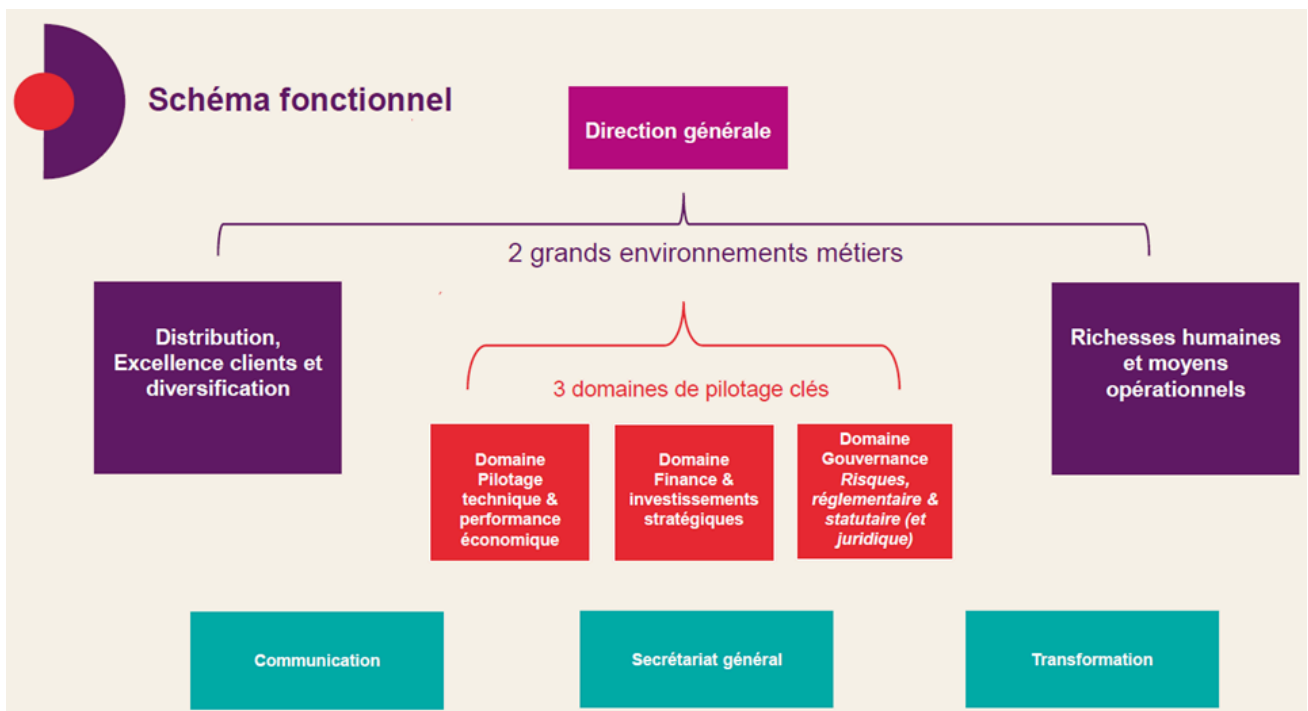 Schéma fonctionnel
Direction générale
2 grands environnements métiers
Distribution,
Excellence clients et
diversification
Richesses humaines
et moyens
opérationnels
3 domaines de pilotage clés
Domaine
Pilotage
technique &
performance
économique
Domaine
Finance &
investissements
stratégiques
Domaine
Gouvernance
Risques,
réglementaire &
statutaire (et
juridique)
Communication
Secrétariat général
Transformation